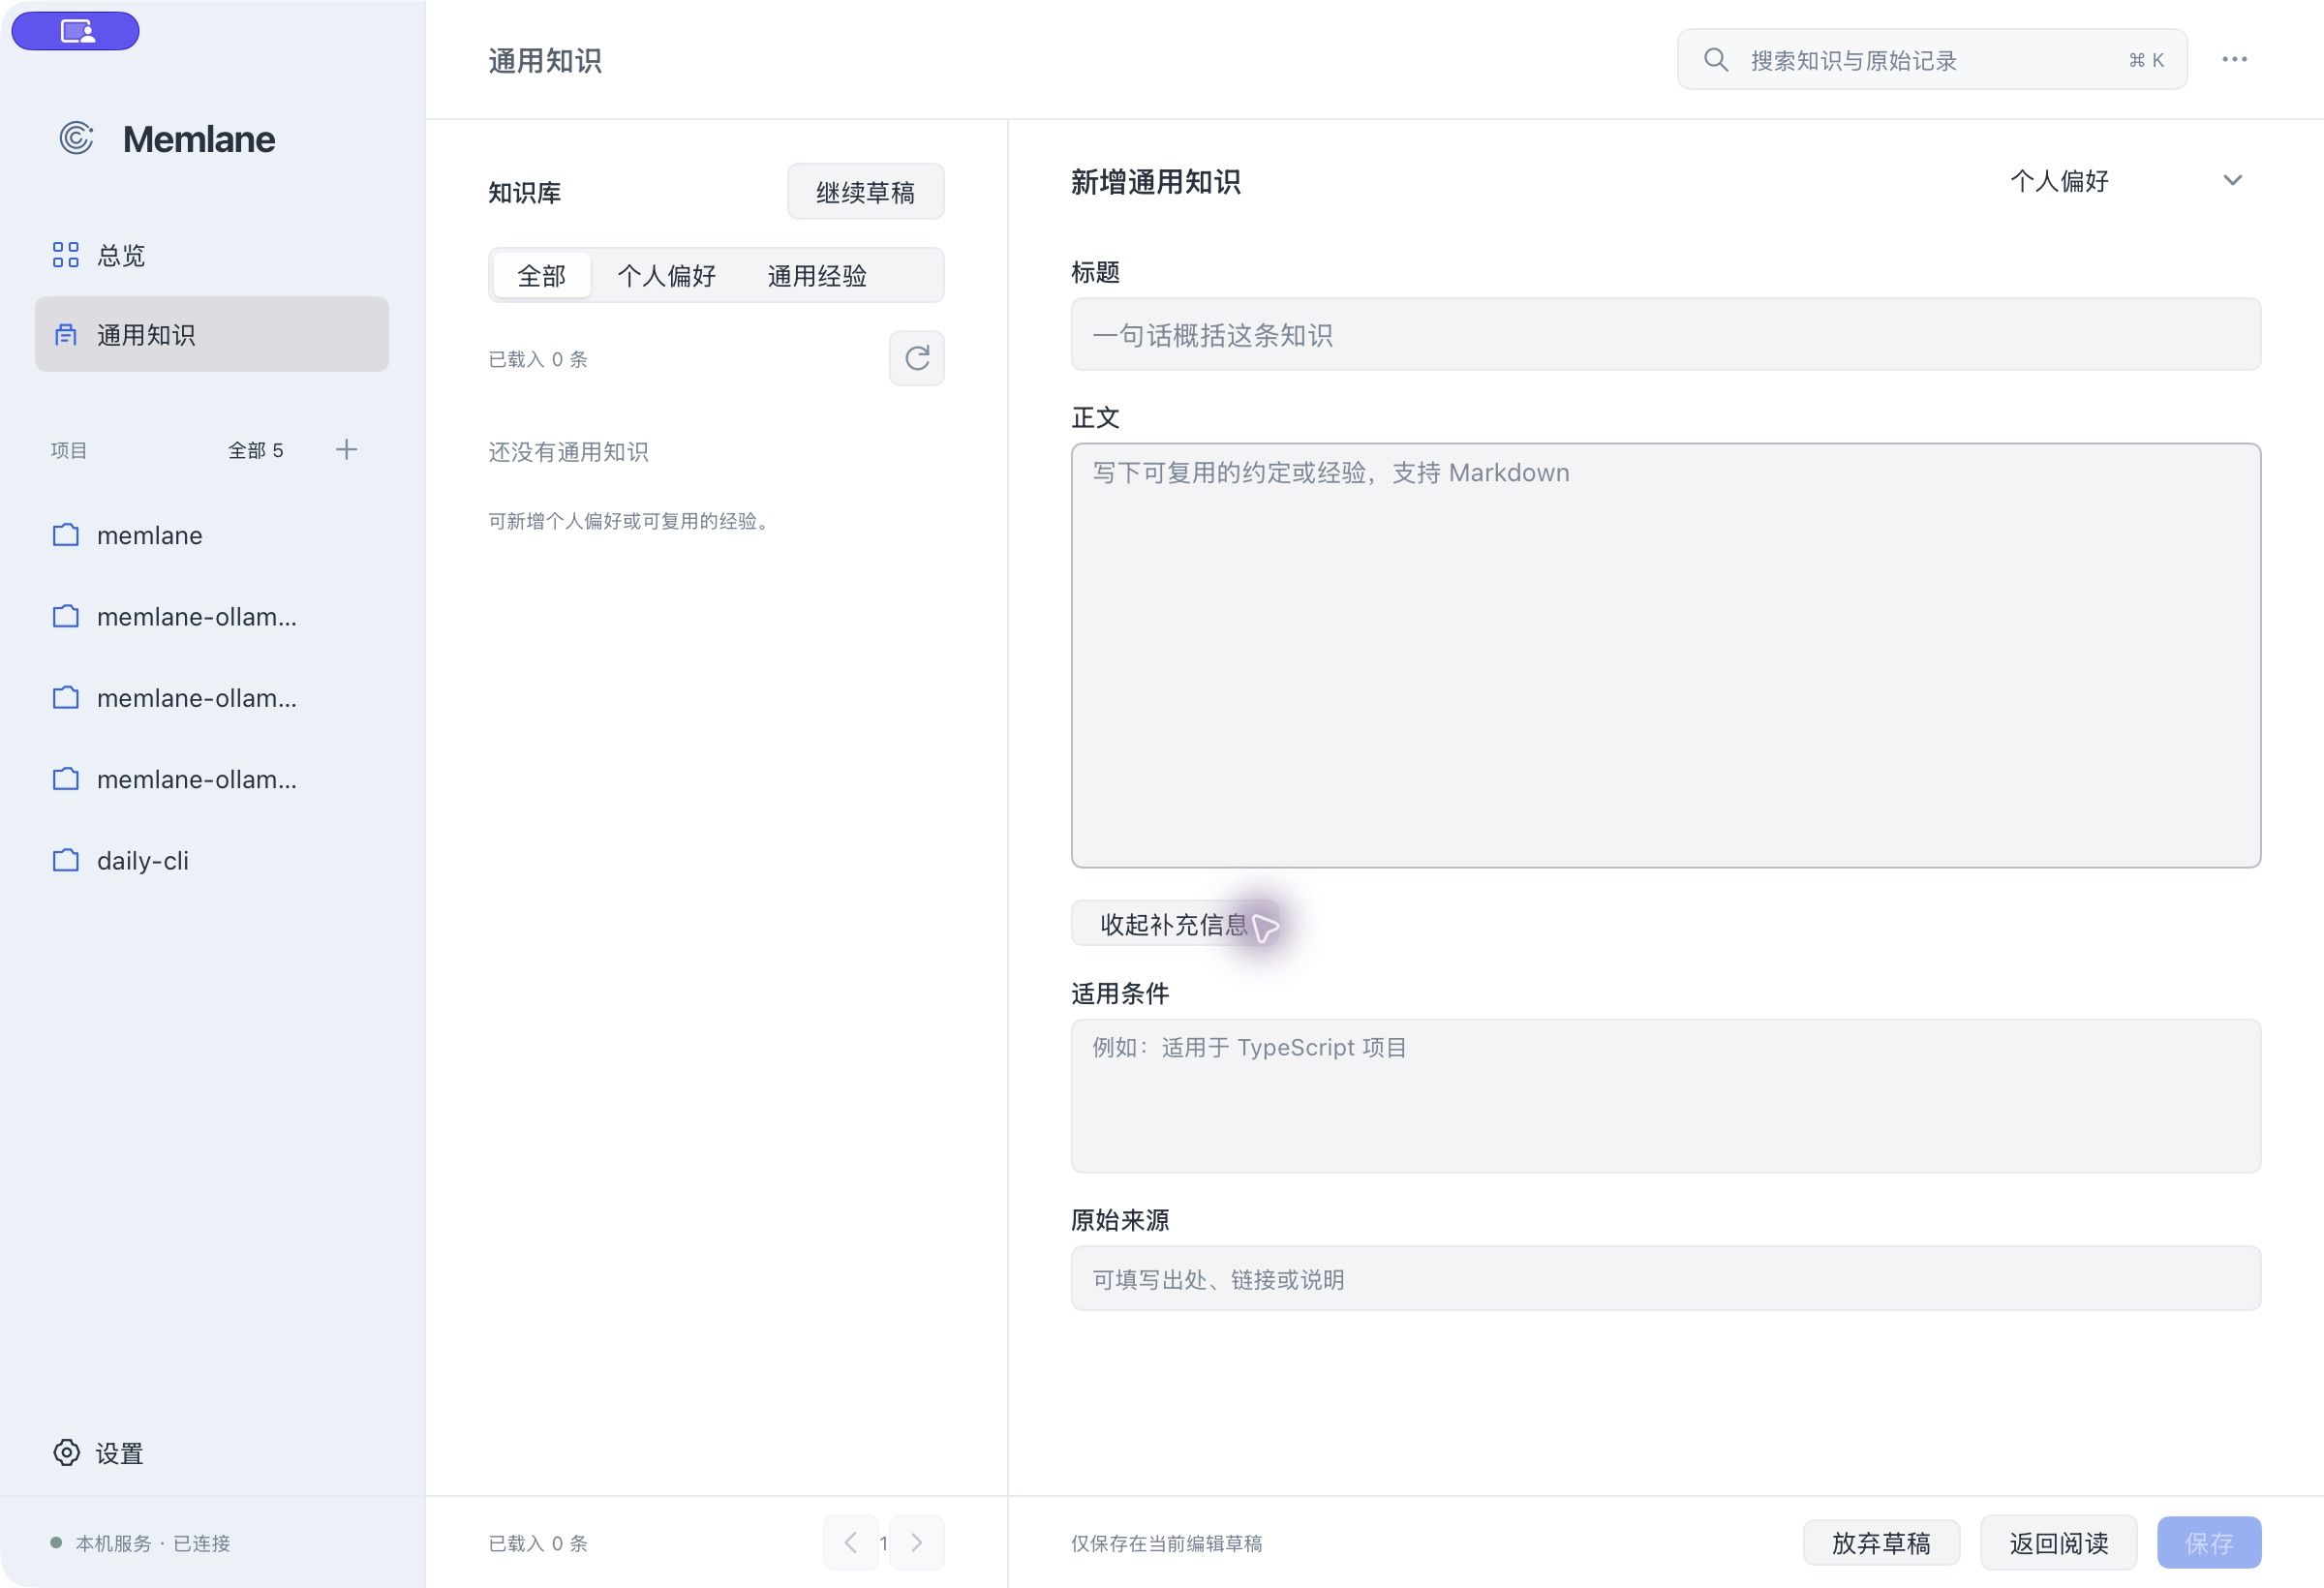 Memlane
总览
通用知识
项目
全部 5
memlane
memlane-ollam...
memlane-ollam...
memlane-ollam...
daily-cli
设置
本机服务 · 已连接
通用知识
搜索知识与原始记录
⌘ K
知识库
继续草稿
全部
个人偏好
通用经验
已载入 0 条
还没有通用知识
可新增个人偏好或可复用的经验。
已载入 0 条
1
新增通用知识
个人偏好
标题
一句话概括这条知识
正文
写下可复用的约定或经验，支持 Markdown
收起补充信息
适用条件
例如：适用于 TypeScript 项目
原始来源
可填写出处、链接或说明
仅保存在当前编辑草稿
放弃草稿
返回阅读
保存